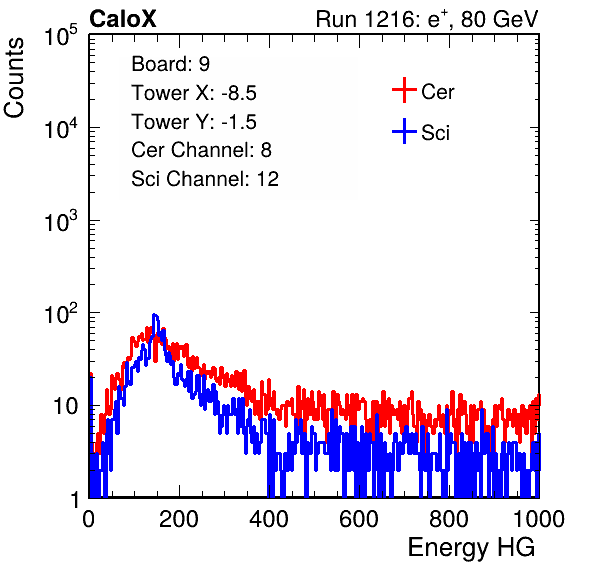 CaloX Run 1216: e⁺, 80 GeV
Counts
10⁵
10⁴
10³
10²
10
1
Board: 9
Tower X: -8.5
Tower Y: -1.5
Cer Channel: 8
Sci Channel: 12
Cer
Sci
0 200 400 600 800 1000
Energy HG